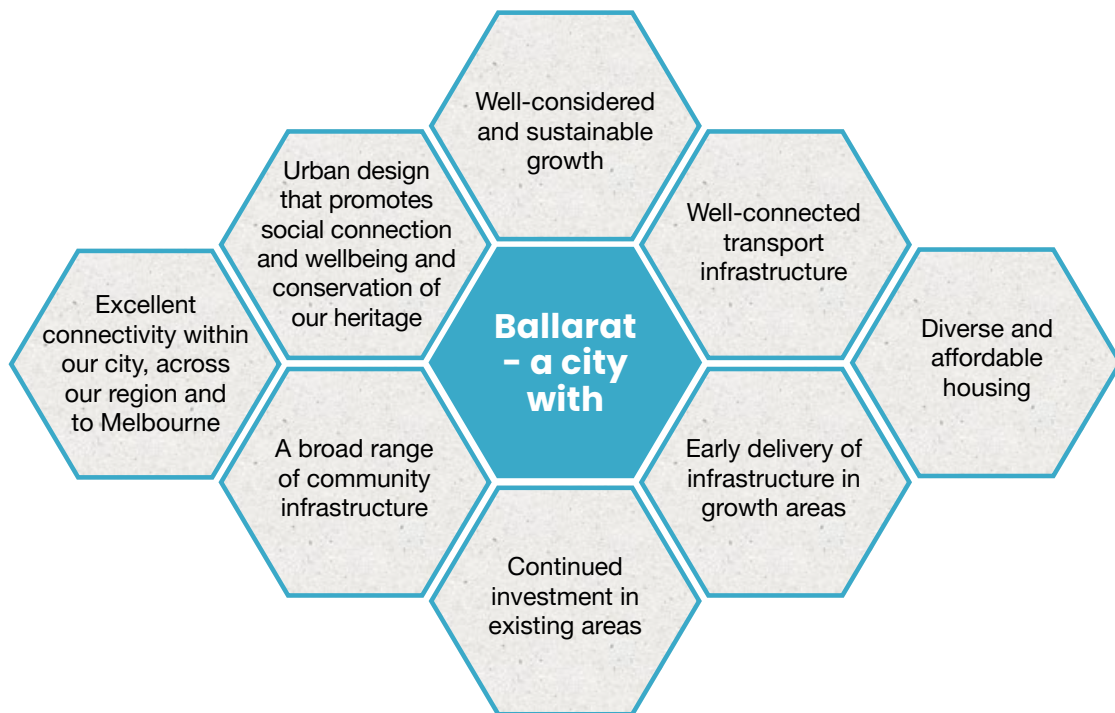 Well-considered
and sustainable
growth
Urban design
that promotes
social connection
and wellbeing and
conservation of
our heritage
Well-connected
transport
infrastructure
Excellent
connectivity within
our city, across
our region and
to Melbourne
Ballarat
- a city
with
Diverse and
affordable
housing
A broad range
of community
infrastructure
Early delivery of
infrastructure in
growth areas
Continued
investment in
existing areas